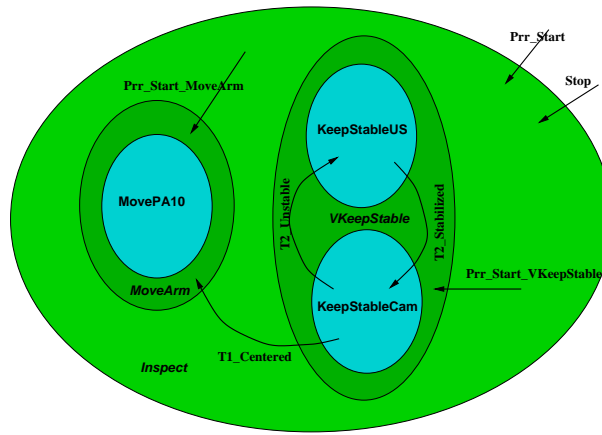 Prr_Start
Stop
Prr_Start_MoveArm
KeepStableUS
MovePA10
T2_Unstable
VKeepStable
T2_Stabilized
Prr_Start_VKeepStable
MoveArm
KeepStableCam
T1_Centered
Inspect